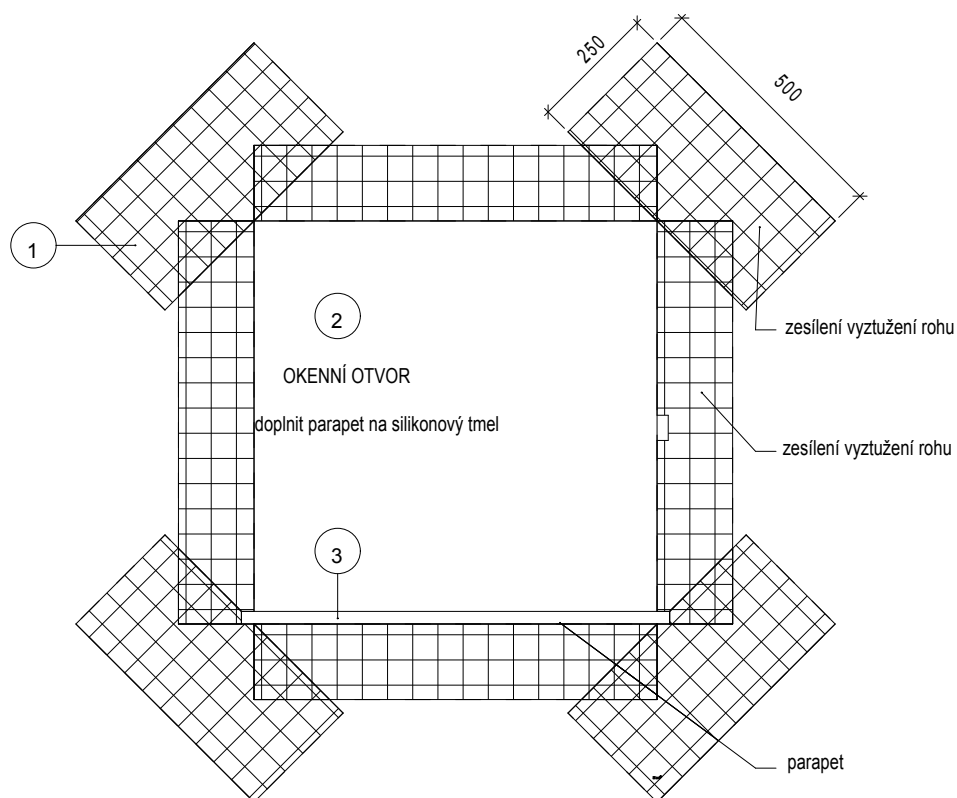 250
500
1
2
zesílení vyztužení rohu
OKENNÍ OTVOR
doplnit parapet na silikonový tmel
zesílení vyztužení rohu
3
parapet